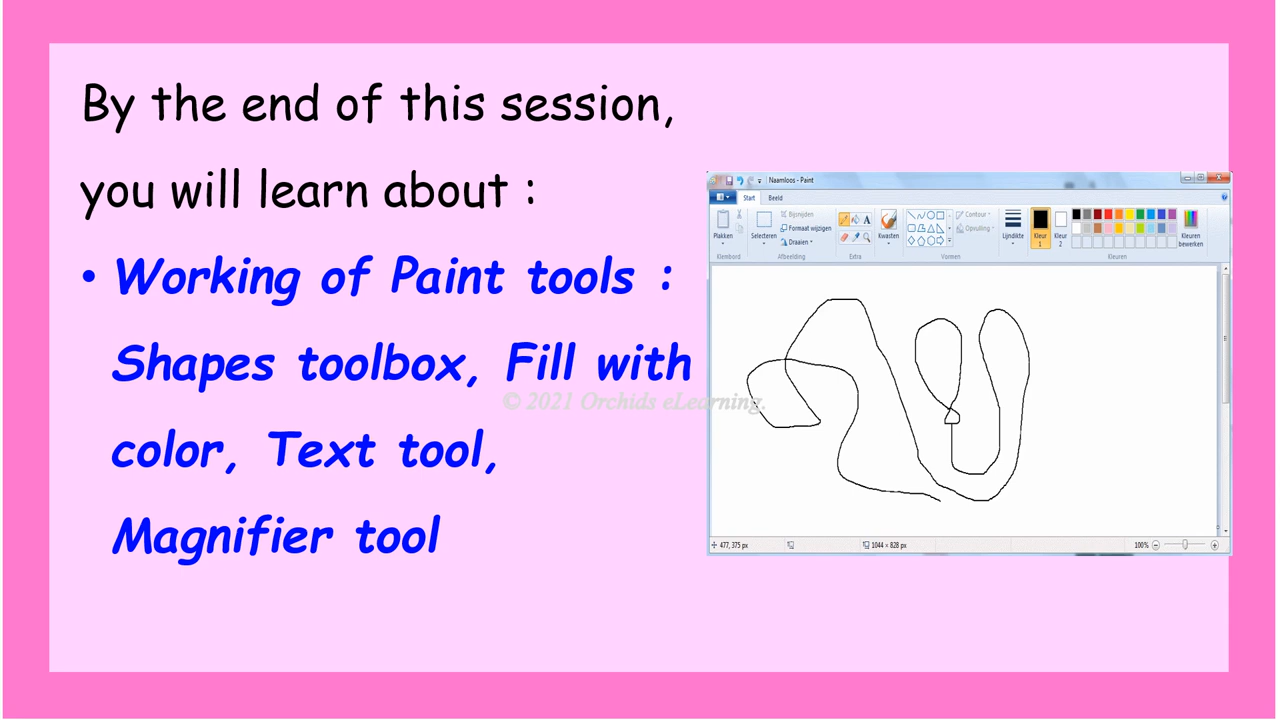 By the end of this session,
you will learn about :
• Working of Paint tools :
Shapes toolbox, Fill with
color, Text tool,
Magnifier tool
© 2021 Orchids eLearning.
Naamloos - Paint
Start Beeld
Plakken
Klembord
Selecteren
Bijsnijden
Formaat wijzigen
Draaien
Afbeelding
A
Extra
Kwasten
Contour
Opvulling
Vormen
Lijndikte
Kleur 1
Kleur 2
Kleuren bewerken
Kleuren
477, 375 px
1044 × 828 px
100%